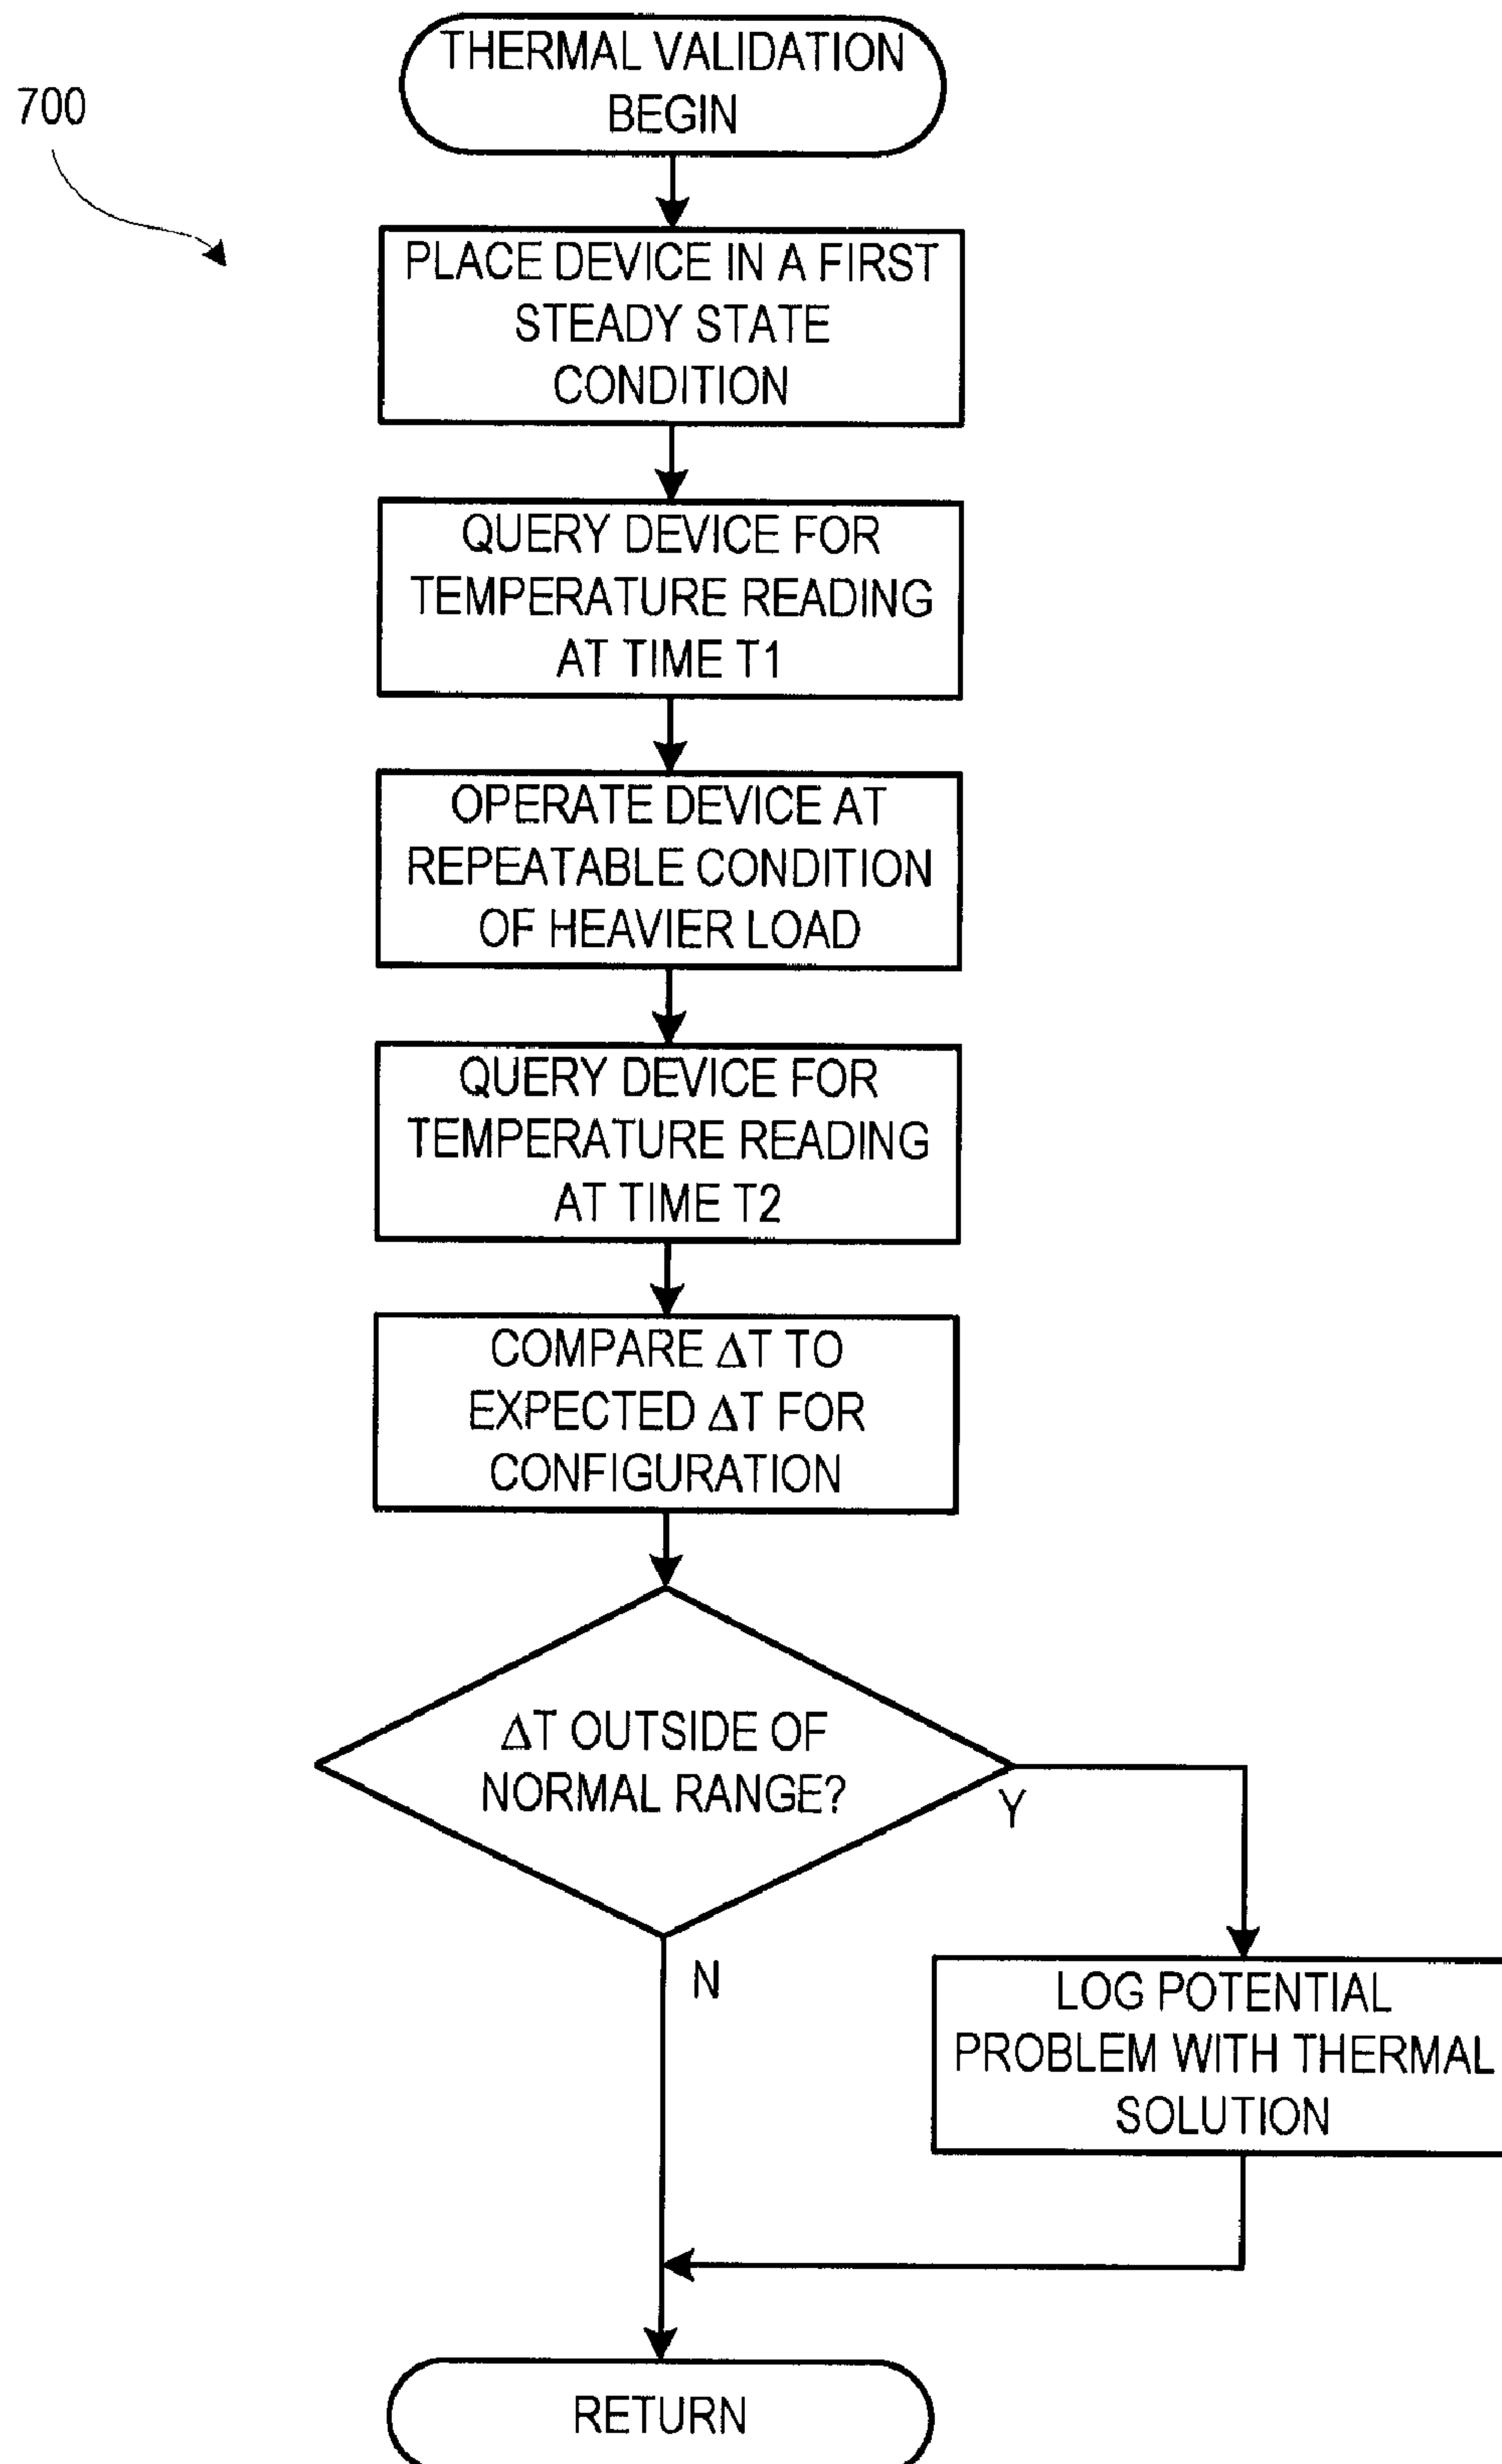 THERMAL VALIDATION
BEGIN
700
PLACE DEVICE IN A FIRST
STEADY STATE
CONDITION
QUERY DEVICE FOR
TEMPERATURE READING
AT TIME T1
OPERATE DEVICE AT
REPEATABLE CONDITION
OF HEAVIER LOAD
QUERY DEVICE FOR
TEMPERATURE READING
AT TIME T2
COMPARE ΔT TO
EXPECTED ΔT FOR
CONFIGURATION
ΔT OUTSIDE OF
NORMAL RANGE?
Y
N
LOG POTENTIAL
PROBLEM WITH THERMAL
SOLUTION
RETURN